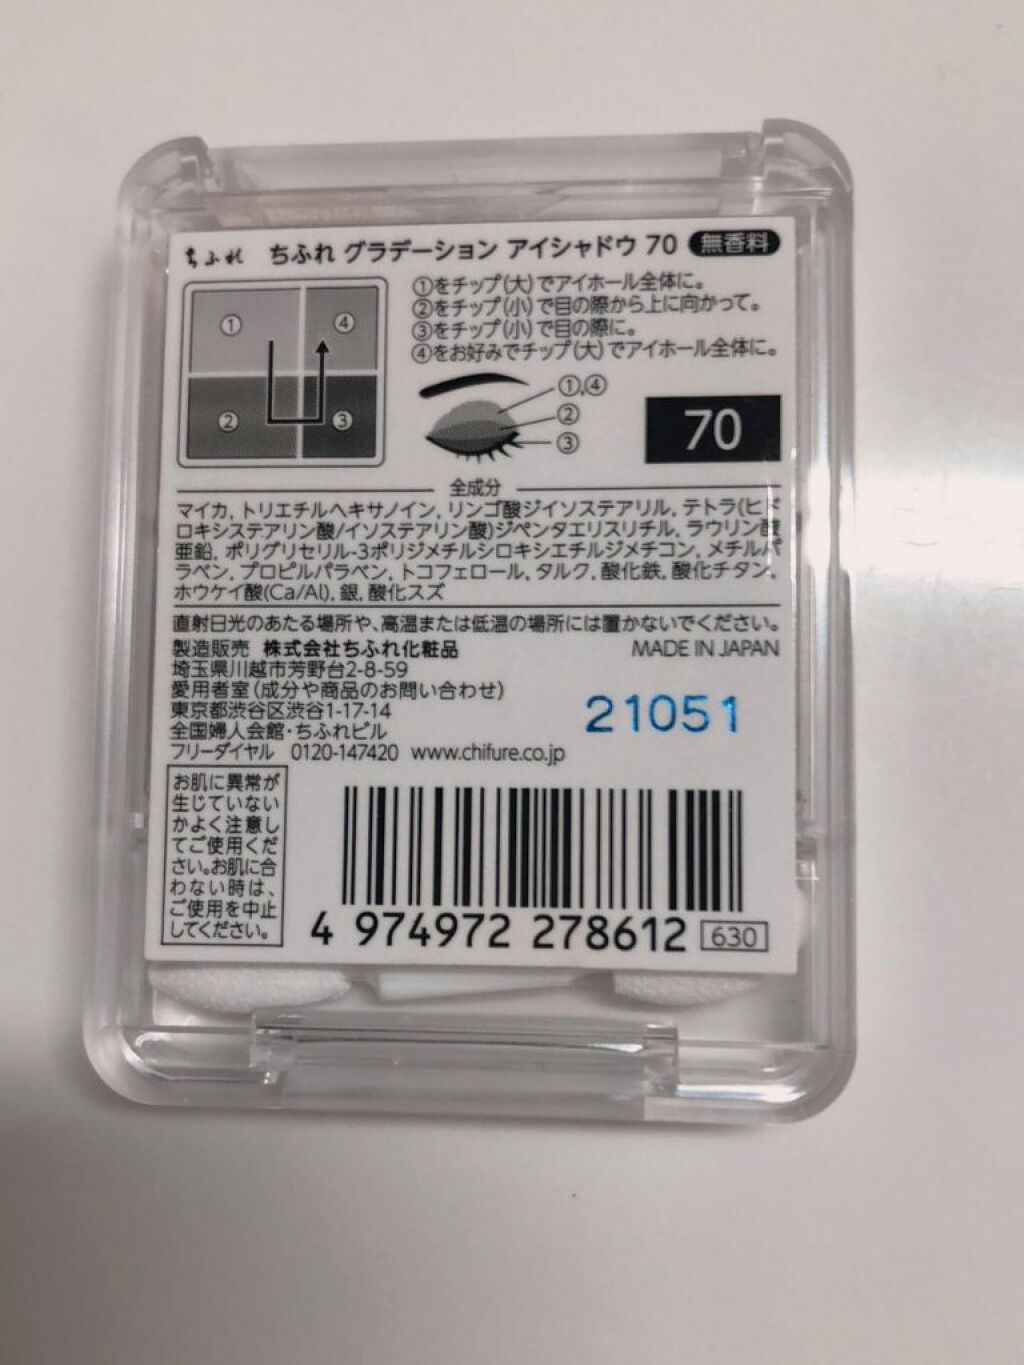 ちふれ ちふれ グラデーション アイシャドウ 70 無香料
①をチップ(大)でアイホール全体に。
②をチップ(小)で目の際から上に向かって。
③をチップ(小)で目の際に。
④をお好みでチップ(大)でアイホール全体に。
① ④
② ③
①,④
②
③
70
全成分
マイカ, トリエチルヘキサノイン, リンゴ酸ジイソステアリル, テトラ(ヒド
ロキシステアリン酸/イソステアリン酸)ジペンタエリスリチル, ラウリン酸
亜鉛, ポリグリセリル-3ポリジメチルシロキシエチルジメチコン, メチルパ
ラベン, プロピルパラベン, トコフェロール, タルク, 酸化鉄, 酸化チタン,
ホウケイ酸(Ca/Al), 銀, 酸化スズ
直射日光のあたる場所や、高温または低温の場所には置かないでください。
製造販売 株式会社ちふれ化粧品 MADE IN JAPAN
埼玉県川越市芳野台2-8-59
愛用者室(成分や商品のお問い合わせ)
東京都渋谷区渋谷1-17-14
全国婦人会館・ちふれビル
フリーダイヤル 0120-147420 www.chifure.co.jp
21051
お肌に異常が
生じていない
かよく注意し
てご使用くだ
さい。お肌に合
わない時は、
ご使用を中止
してください。
4 974972 278612 630